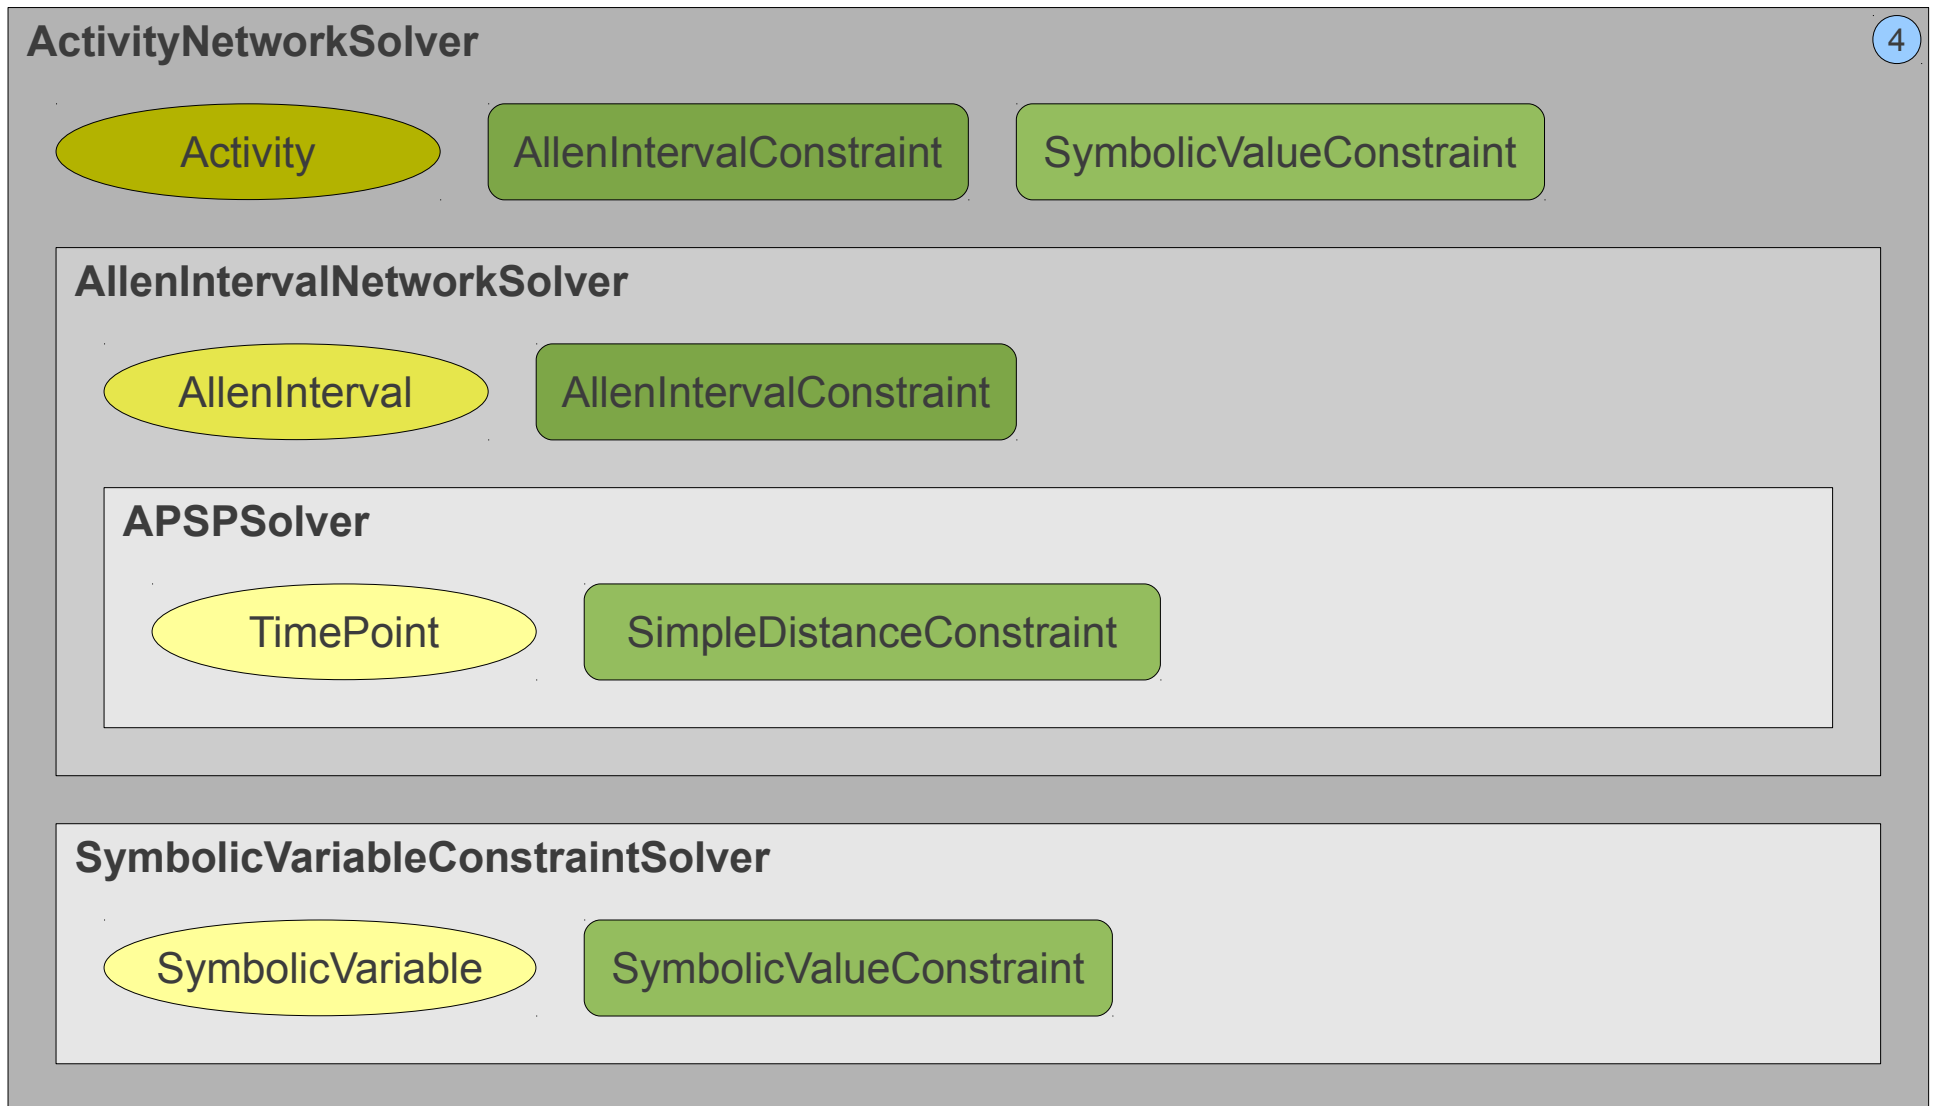 ActivityNetworkSolver
4
Activity AllenIntervalConstraint SymbolicValueConstraint
AllenIntervalNetworkSolver
AllenInterval AllenIntervalConstraint
APSPSolver
TimePoint SimpleDistanceConstraint
SymbolicVariableConstraintSolver
SymbolicVariable SymbolicValueConstraint